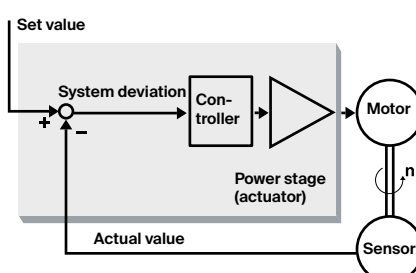 Set value
System deviation
Con-
troller
Motor
+
−
n
Power stage
(actuator)
Actual value
Sensor